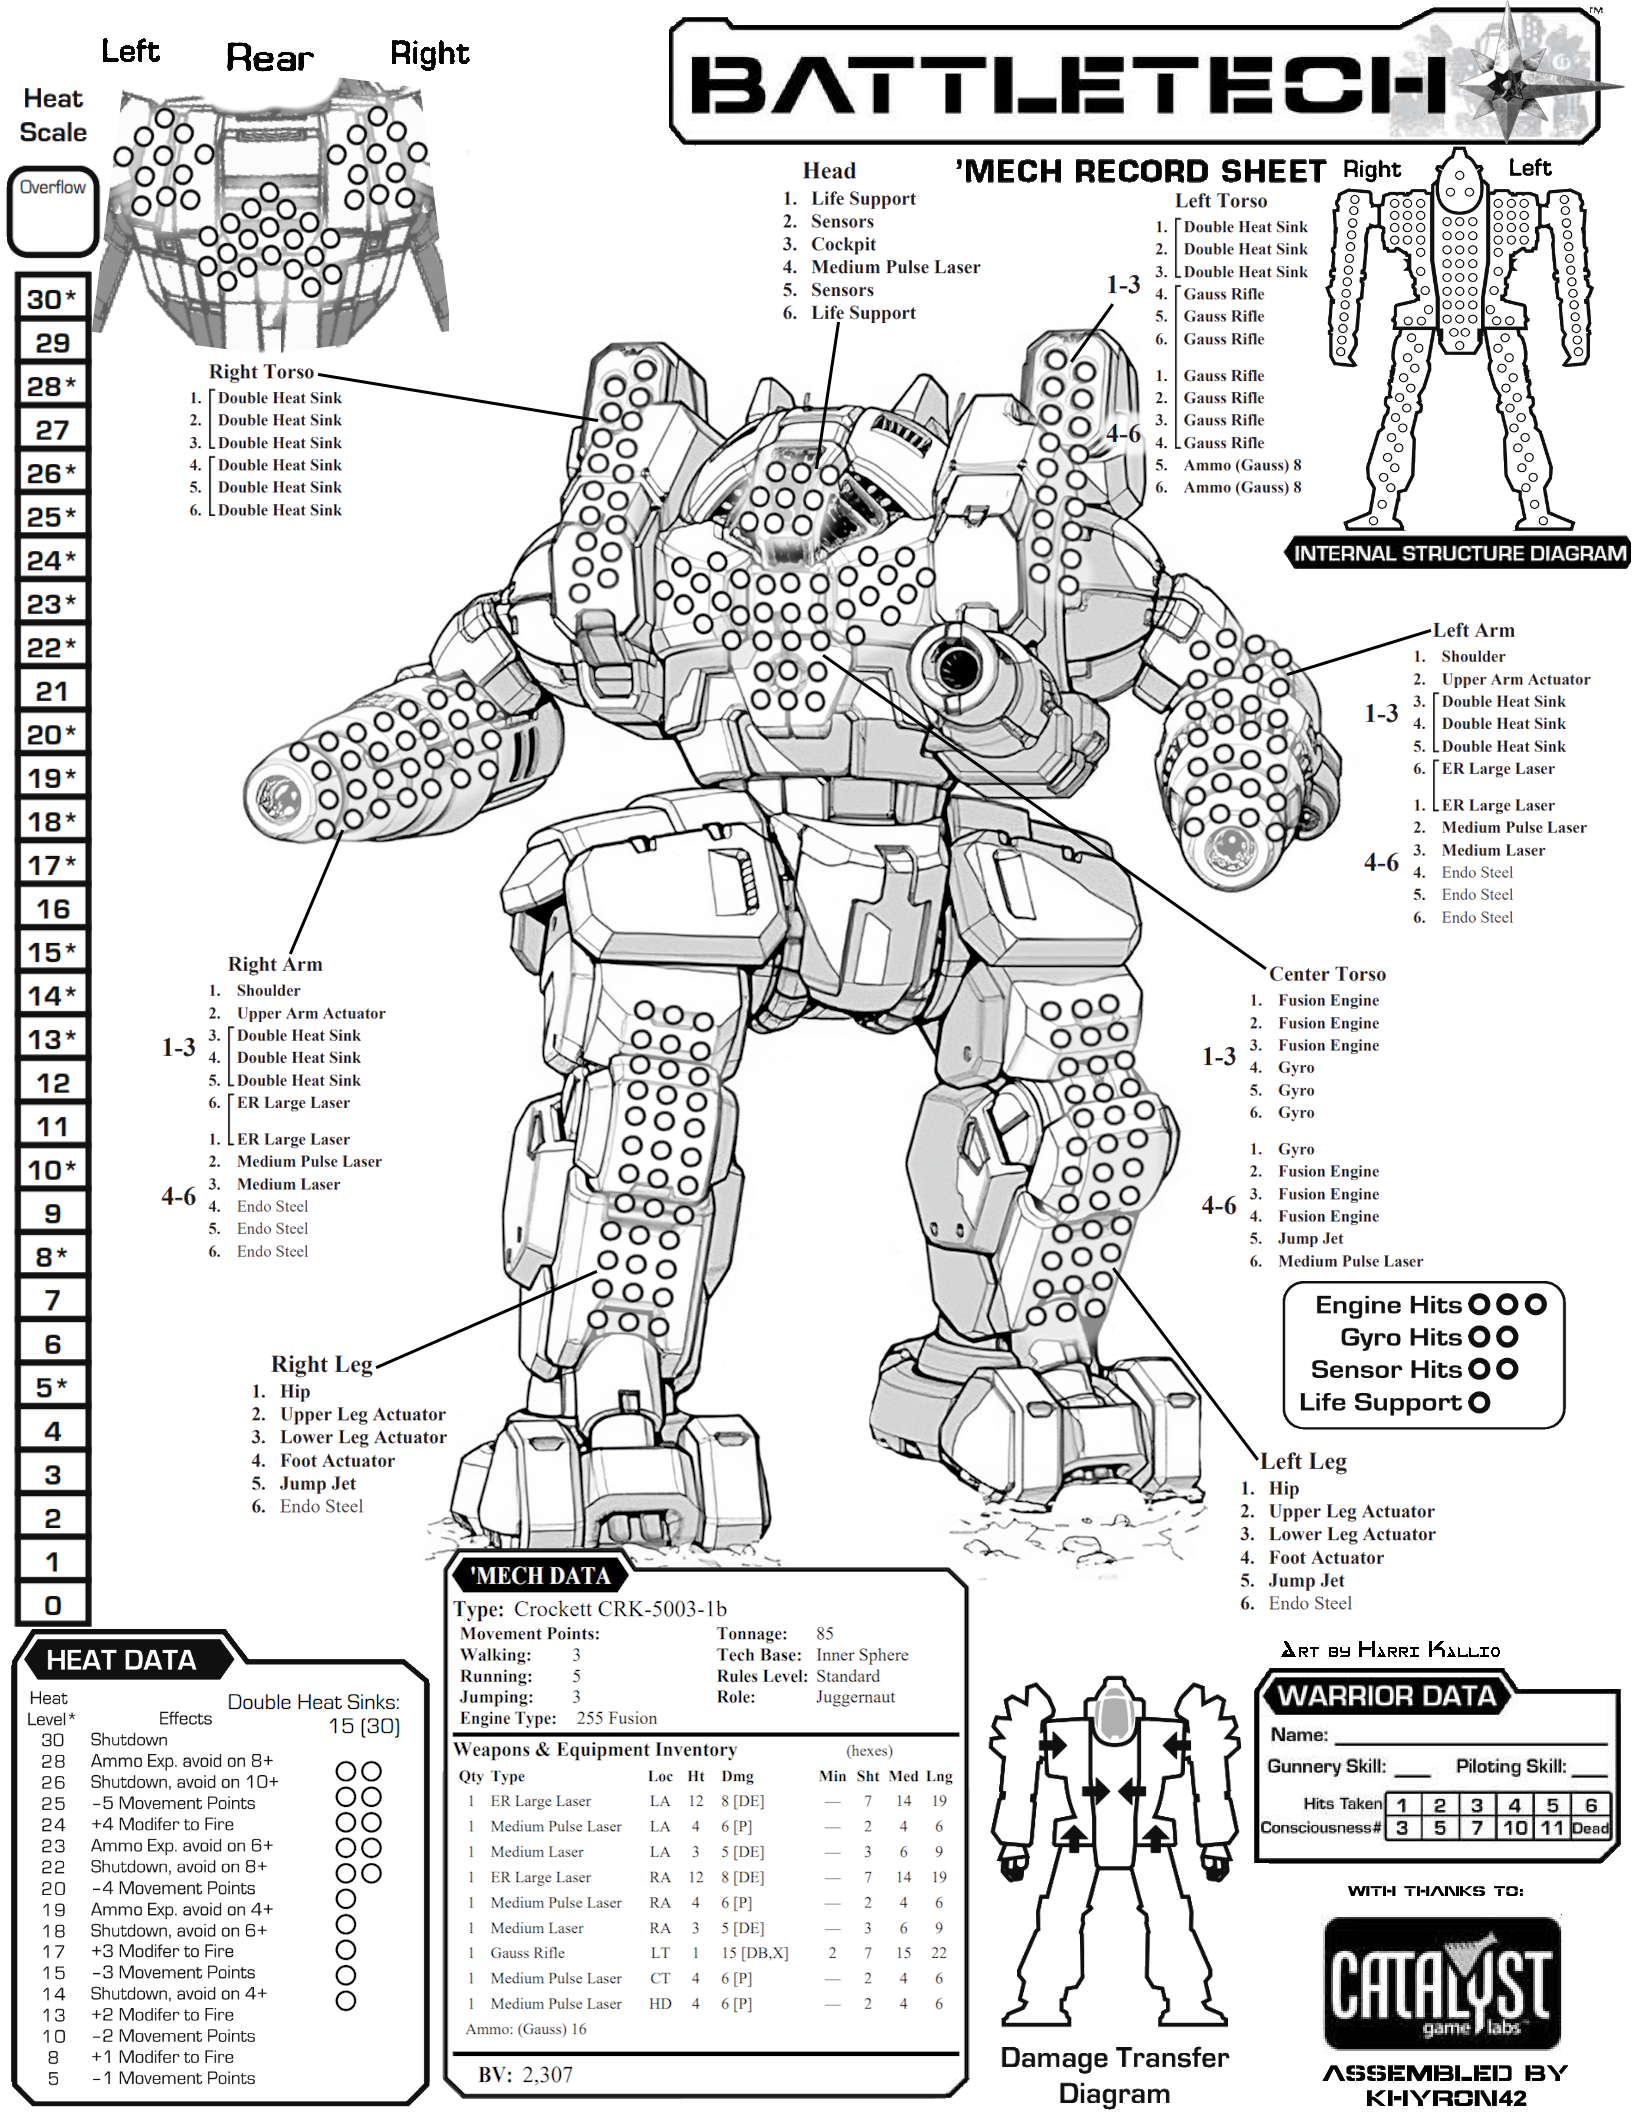 BATTLETECH
TM
'MECH RECORD SHEET
Left Rear Right
Heat
Scale
Overflow
30*
29
28*
27
26*
25*
24*
23*
22*
21
20*
19*
18*
17*
16
15*
14*
13*
12
11
10*
9
8*
7
6
5*
4
3
2
1
0
Head
1. Life Support
2. Sensors
3. Cockpit
4. Medium Pulse Laser
5. Sensors
6. Life Support
Left Torso
1-3
1. Double Heat Sink
2. Double Heat Sink
3. Double Heat Sink
4. Gauss Rifle
5. Gauss Rifle
6. Gauss Rifle
4-6
1. Gauss Rifle
2. Gauss Rifle
3. Gauss Rifle
4. Gauss Rifle
5. Ammo (Gauss) 8
6. Ammo (Gauss) 8
Right Left
INTERNAL STRUCTURE DIAGRAM
Right Torso
1. Double Heat Sink
2. Double Heat Sink
3. Double Heat Sink
4. Double Heat Sink
5. Double Heat Sink
6. Double Heat Sink
Left Arm
1-3
1. Shoulder
2. Upper Arm Actuator
3. Double Heat Sink
4. Double Heat Sink
5. Double Heat Sink
6. ER Large Laser
4-6
1. ER Large Laser
2. Medium Pulse Laser
3. Medium Laser
4. Endo Steel
5. Endo Steel
6. Endo Steel
Right Arm
1-3
1. Shoulder
2. Upper Arm Actuator
3. Double Heat Sink
4. Double Heat Sink
5. Double Heat Sink
6. ER Large Laser
4-6
1. ER Large Laser
2. Medium Pulse Laser
3. Medium Laser
4. Endo Steel
5. Endo Steel
6. Endo Steel
Center Torso
1-3
1. Fusion Engine
2. Fusion Engine
3. Fusion Engine
4. Gyro
5. Gyro
6. Gyro
4-6
1. Gyro
2. Fusion Engine
3. Fusion Engine
4. Fusion Engine
5. Jump Jet
6. Medium Pulse Laser
Engine Hits
Gyro Hits
Sensor Hits
Life Support
Right Leg
1. Hip
2. Upper Leg Actuator
3. Lower Leg Actuator
4. Foot Actuator
5. Jump Jet
6. Endo Steel
Left Leg
1. Hip
2. Upper Leg Actuator
3. Lower Leg Actuator
4. Foot Actuator
5. Jump Jet
6. Endo Steel
HEAT DATA
Heat
Level* Effects
Double Heat Sinks:
15 (30)
30 Shutdown
28 Ammo Exp. avoid on 8+
26 Shutdown, avoid on 10+
25 -5 Movement Points
24 +4 Modifer to Fire
23 Ammo Exp. avoid on 6+
22 Shutdown, avoid on 8+
20 -4 Movement Points
19 Ammo Exp. avoid on 4+
18 Shutdown, avoid on 6+
17 +3 Modifer to Fire
15 -3 Movement Points
14 Shutdown, avoid on 4+
13 +2 Modifer to Fire
10 -2 Movement Points
8 +1 Modifer to Fire
5 -1 Movement Points
'MECH DATA
Type: Crockett CRK-5003-1b
Movement Points: Tonnage: 85
Walking: 3 Tech Base: Inner Sphere
Running: 5 Rules Level: Standard
Jumping: 3 Role: Juggernaut
Engine Type: 255 Fusion
Weapons & Equipment Inventory (hexes)
Qty Type Loc Ht Dmg Min Sht Med Lng
1 ER Large Laser LA 12 8 [DE] — 7 14 19
1 Medium Pulse Laser LA 4 6 [P] — 2 4 6
1 Medium Laser LA 3 5 [DE] — 3 6 9
1 ER Large Laser RA 12 8 [DE] — 7 14 19
1 Medium Pulse Laser RA 4 6 [P] — 2 4 6
1 Medium Laser RA 3 5 [DE] — 3 6 9
1 Gauss Rifle LT 1 15 [DB,X] 2 7 15 22
1 Medium Pulse Laser CT 4 6 [P] — 2 4 6
1 Medium Pulse Laser HD 4 6 [P] — 2 4 6
Ammo: (Gauss) 16
BV: 2,307
Damage Transfer
Diagram
Art by Harri Kallio
WARRIOR DATA
Name:
Gunnery Skill: Piloting Skill:
Hits Taken 1 2 3 4 5 6
Consciousness# 3 5 7 10 11 Dead
WITH THANKS TO:
CATALYST
game labs
ASSEMBLED BY
KHYRON42